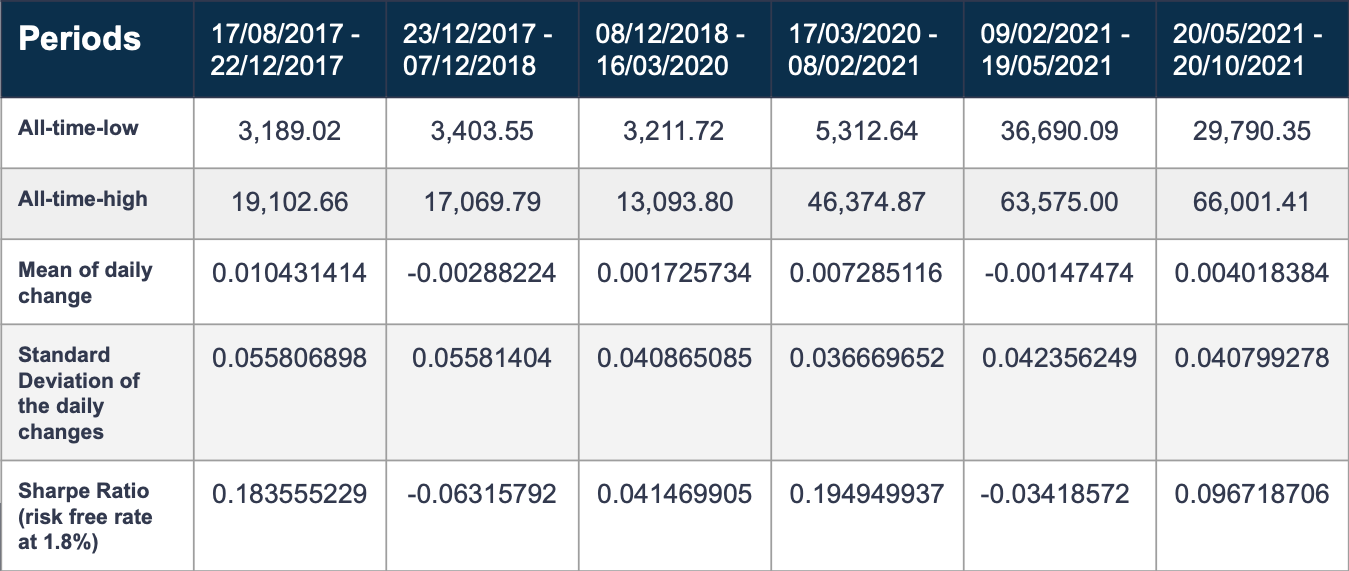 Periods
17/08/2017 - 22/12/2017
23/12/2017 - 07/12/2018
08/12/2018 - 16/03/2020
17/03/2020 - 08/02/2021
09/02/2021 - 19/05/2021
20/05/2021 - 20/10/2021
All-time-low 3,189.02 3,403.55 3,211.72 5,312.64 36,690.09 29,790.35
All-time-high 19,102.66 17,069.79 13,093.80 46,374.87 63,575.00 66,001.41
Mean of daily change 0.010431414 -0.00288224 0.001725734 0.007285116 -0.00147474 0.004018384
Standard Deviation of the daily changes 0.055806898 0.05581404 0.040865085 0.036669652 0.042356249 0.040799278
Sharpe Ratio (risk free rate at 1.8%) 0.183555229 -0.06315792 0.041469905 0.194949937 -0.03418572 0.096718706